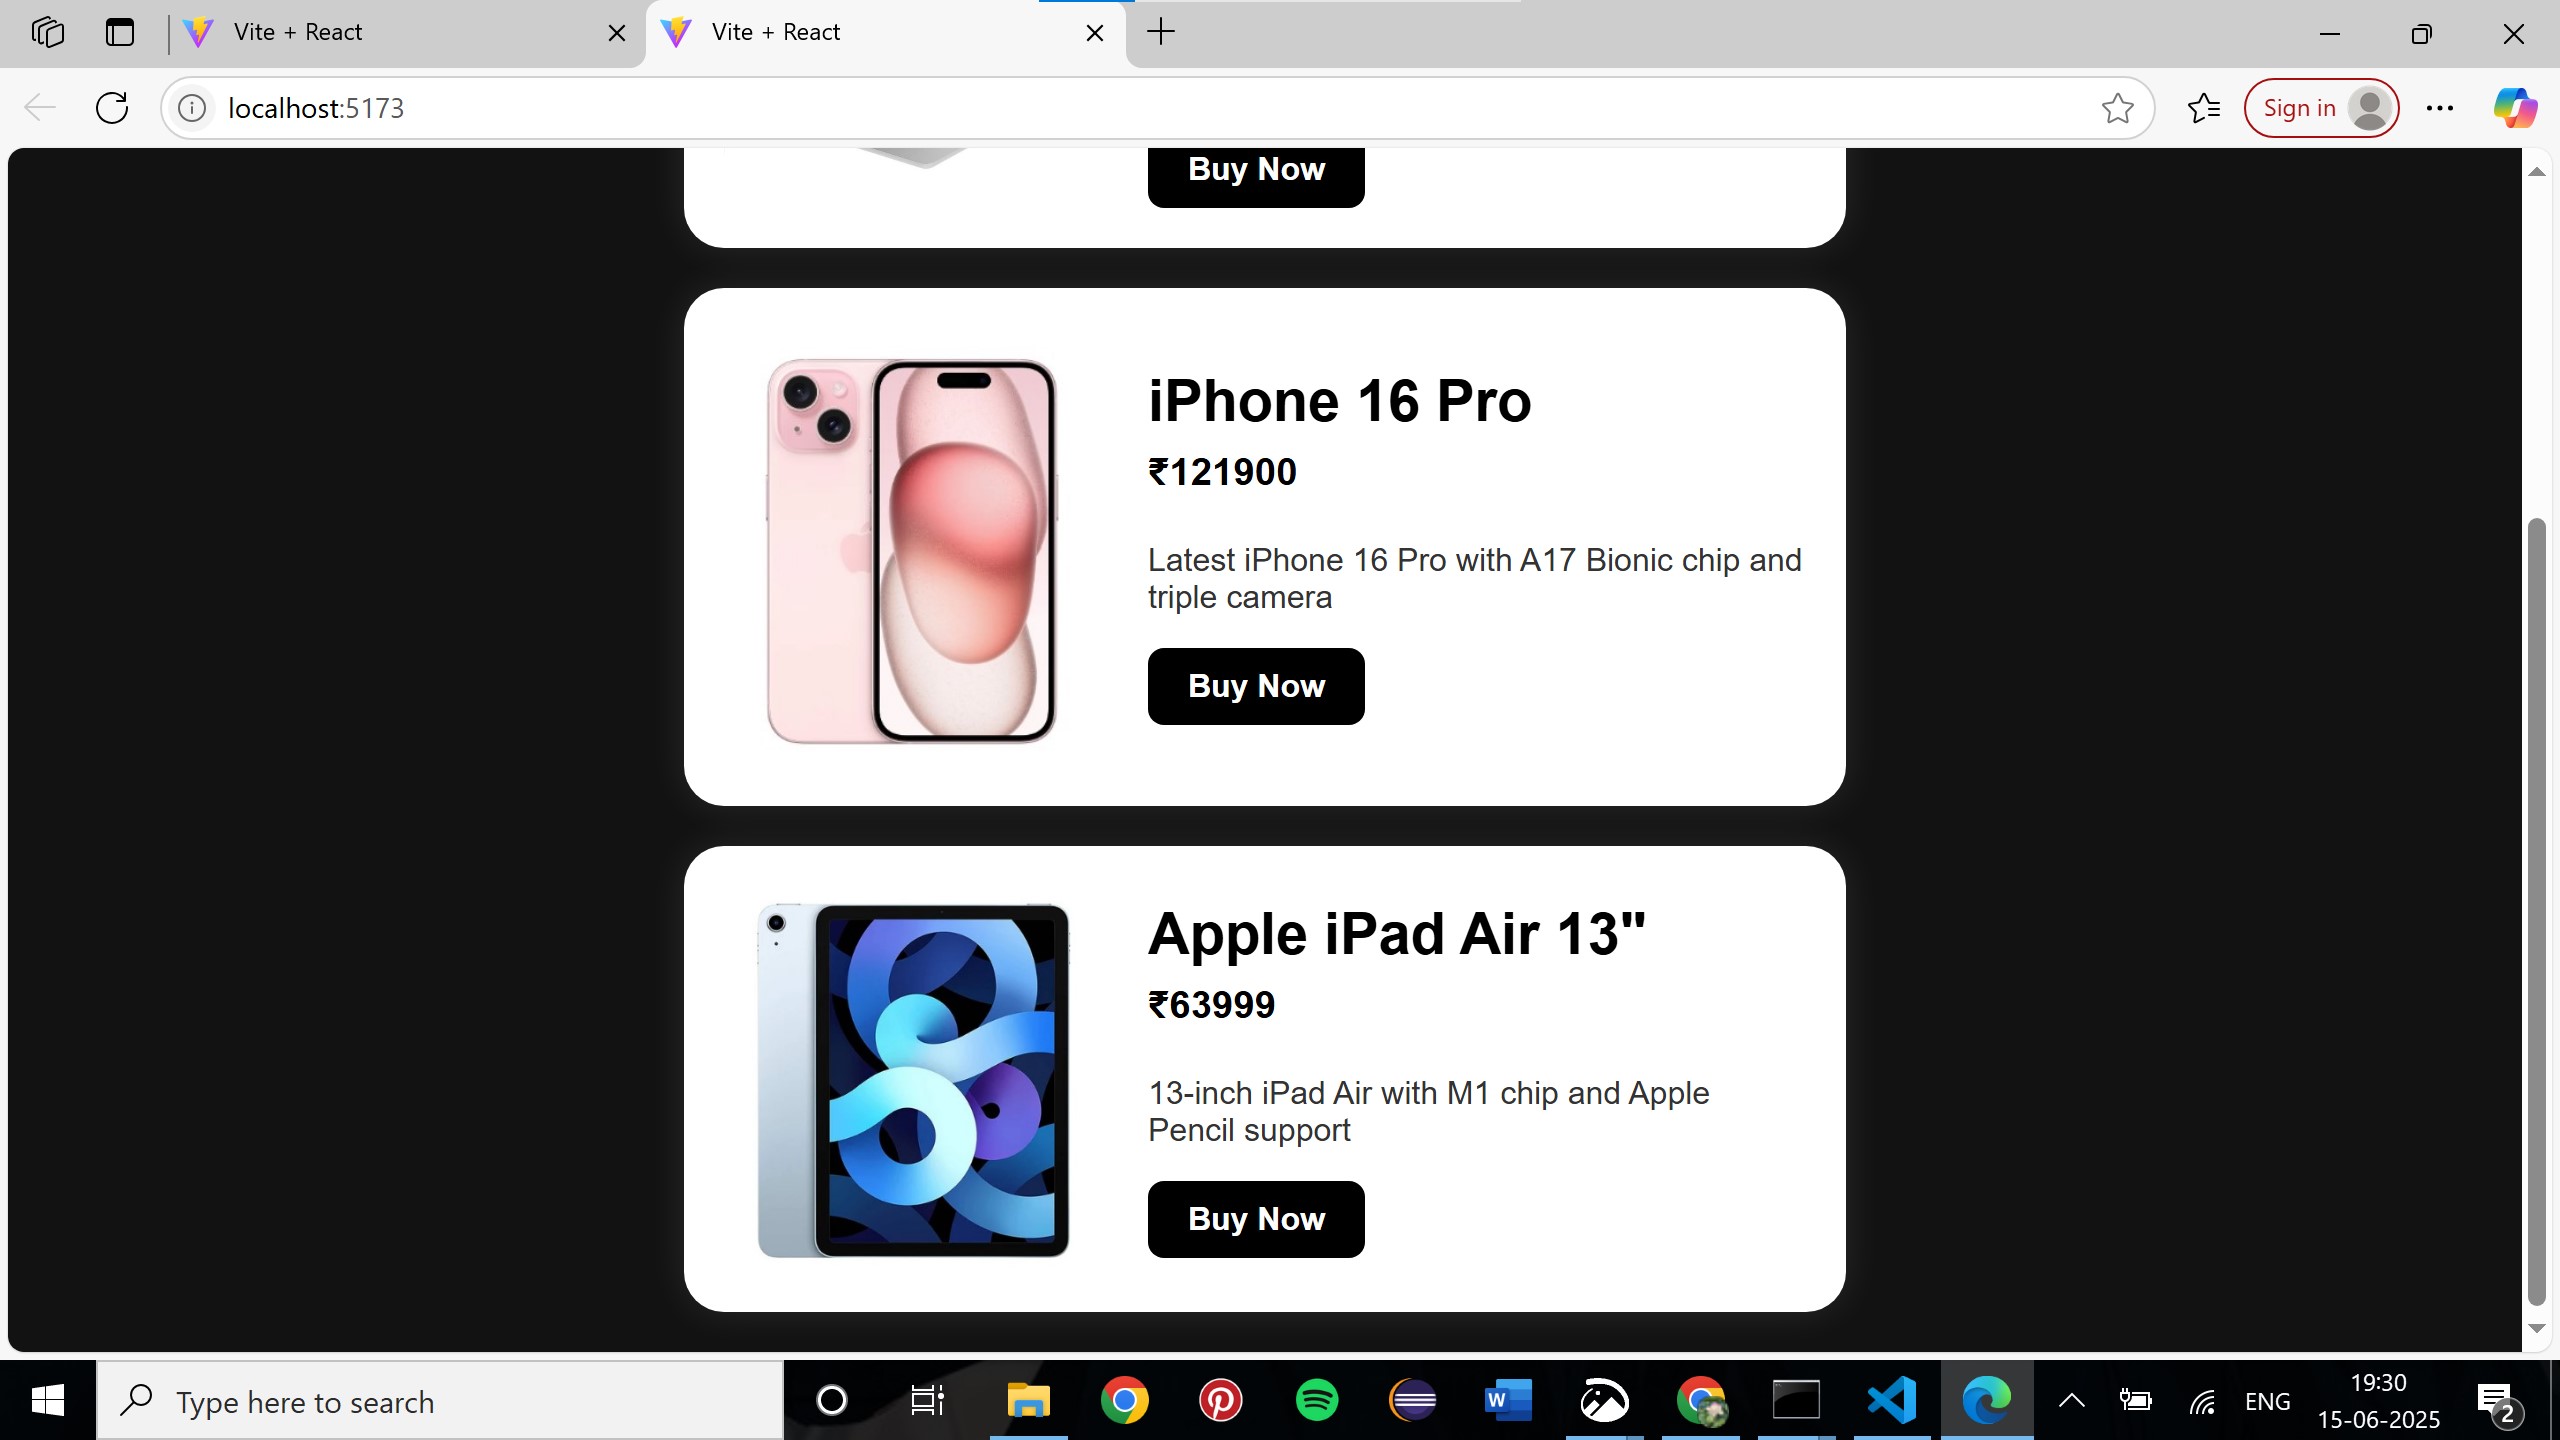 Vite + React
Vite + React
localhost:5173
Sign in
Buy Now
iPhone 16 Pro
₹121900
Latest iPhone 16 Pro with A17 Bionic chip and
triple camera
Buy Now
Apple iPad Air 13"
₹63999
13-inch iPad Air with M1 chip and Apple
Pencil support
Buy Now
Type here to search
W
ENG
19:30
15-06-2025
2